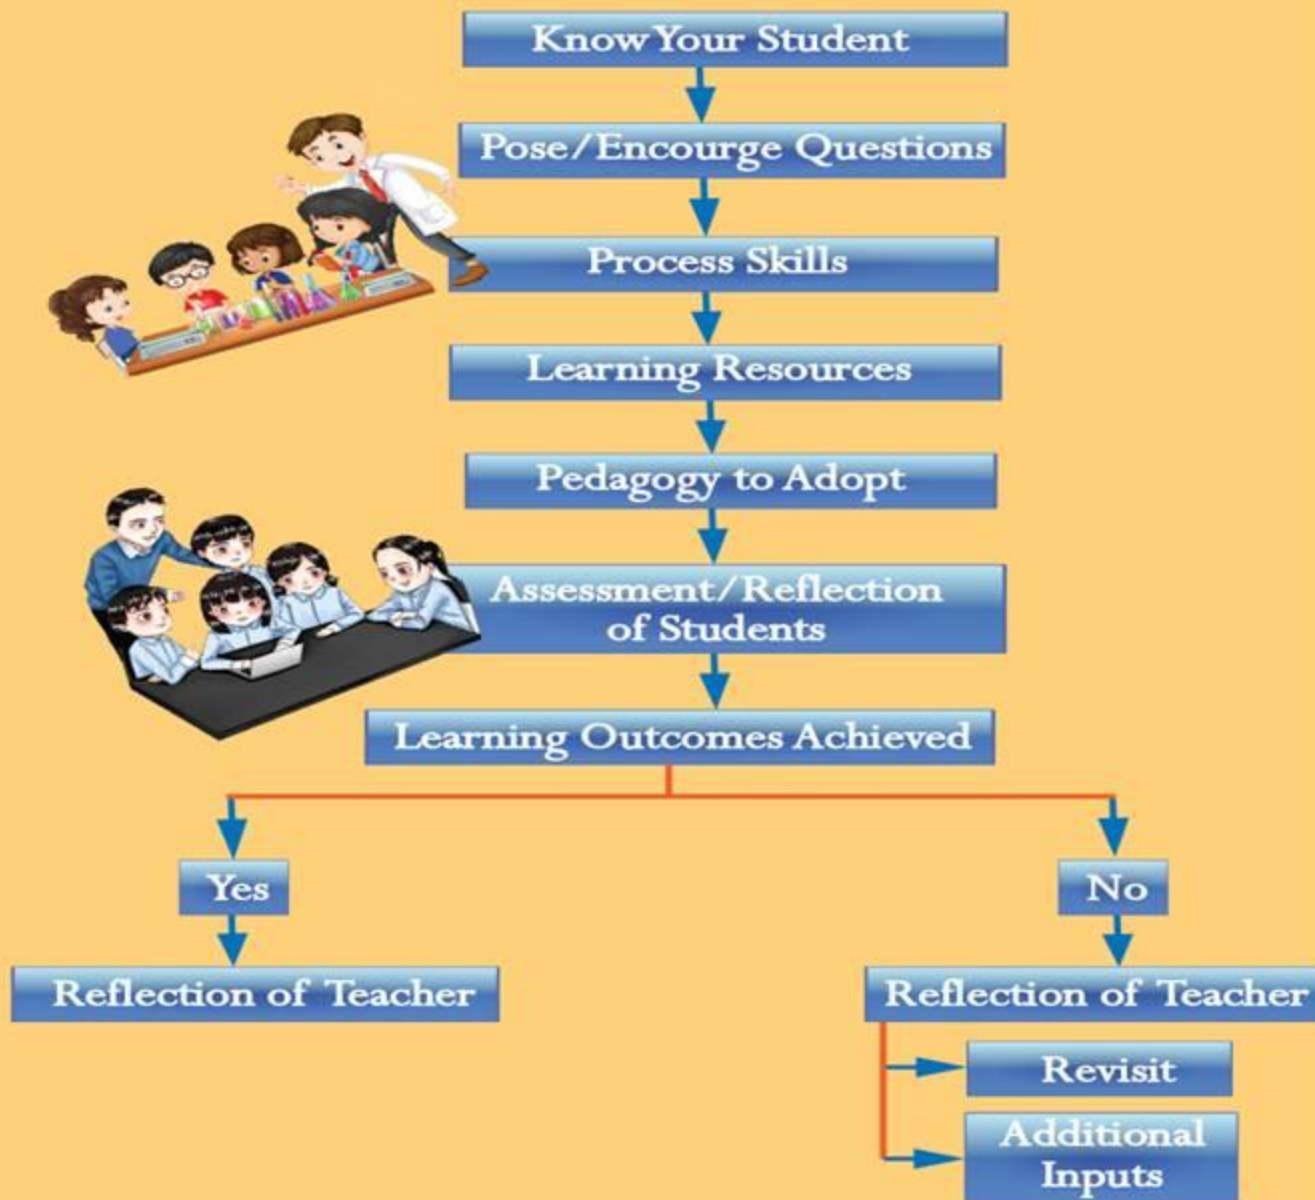 Know Your Student
Pose/Encourge Questions
Process Skills
Learning Resources
Pedagogy to Adopt
Assessment/Reflection
of Students
Learning Outcomes Achieved
Yes
No
Reflection of Teacher
Reflection of Teacher
Revisit
Additional
Inputs